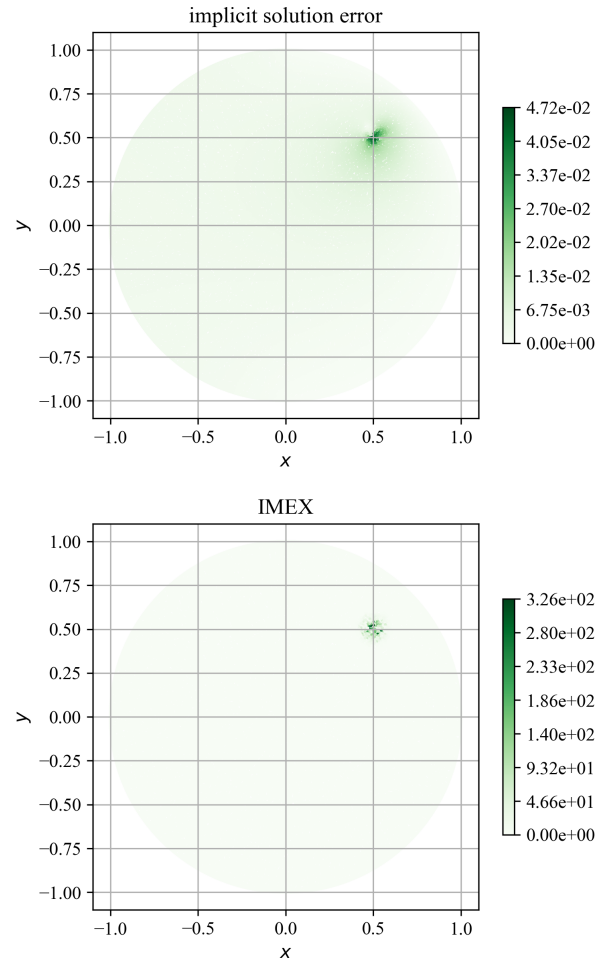 implicit solution error
1.00
0.75
0.50
0.25
0.00
−0.25
−0.50
−0.75
−1.00
y
−1.0 −0.5 0.0 0.5 1.0
x
4.72e-02
4.05e-02
3.37e-02
2.70e-02
2.02e-02
1.35e-02
6.75e-03
0.00e+00
IMEX
1.00
0.75
0.50
0.25
0.00
−0.25
−0.50
−0.75
−1.00
y
−1.0 −0.5 0.0 0.5 1.0
x
3.26e+02
2.80e+02
2.33e+02
1.86e+02
1.40e+02
9.32e+01
4.66e+01
0.00e+00